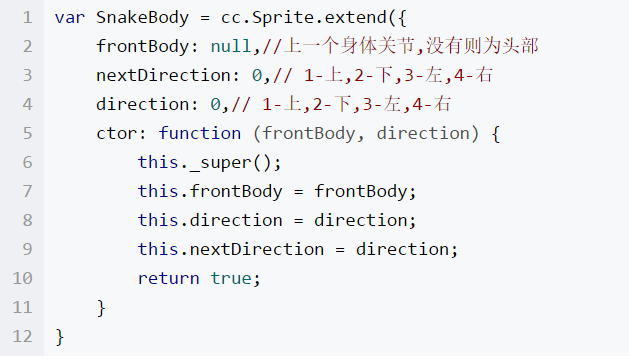 1 var SnakeBody = cc.Sprite.extend({
2     frontBody: null,//上一个身体关节,没有则为头部
3     nextDirection: 0,// 1-上,2-下,3-左,4-右
4     direction: 0,// 1-上,2-下,3-左,4-右
5     ctor: function (frontBody, direction) {
6         this._super();
7         this.frontBody = frontBody;
8         this.direction = direction;
9         this.nextDirection = direction;
10         return true;
11     }
12 }